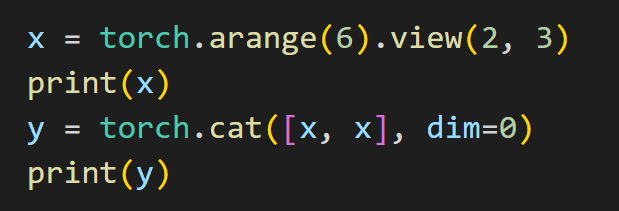 x = torch.arange(6).view(2, 3)
print(x)
y = torch.cat([x, x], dim=0)
print(y)